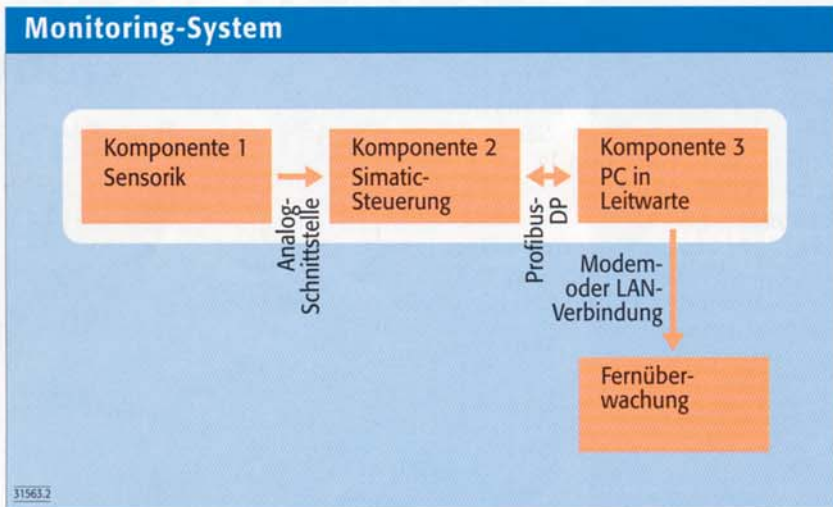 Monitoring-System
Komponente 1
Sensorik
Analog-
Schnittstelle
Komponente 2
Simatic-
Steuerung
Profibus-
DP
Komponente 3
PC in
Leitwarte
Modem-
oder LAN-
Verbindung
Fernüber-
wachung
31563.2